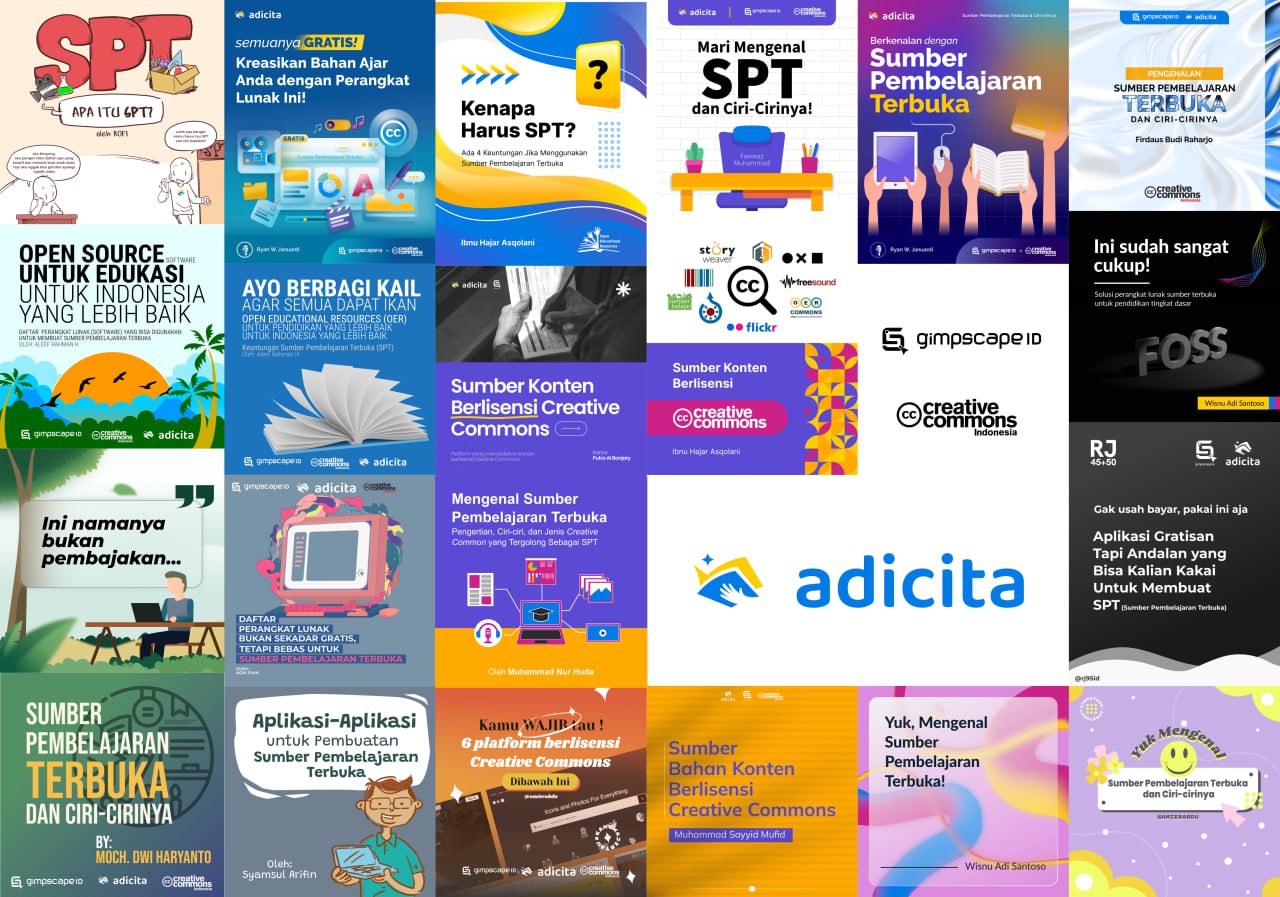 SPT
APA ITU SPT?
oleh KOFI
adicita
semuanya GRATIS!
Kreasikan Bahan Ajar
Anda dengan Perangkat
Lunak Ini!
GRATIS
Sumber Pembelajaran Terbuka
CC
A
Ryan W. Januardi
gimpscape ID
creative commons
?
Kenapa
Harus SPT?
Ada 4 Keuntungan Jika Menggunakan
Sumber Pembelajaran Terbuka
Ibnu Hajar Asqolani
Open
Educational
Resources
adicita
gimpscape ID
creative commons
Mari Mengenal
SPT
dan Ciri-Cirinya!
Fawwaz
Muhammad
story
weaver
CC
freesound
sumber
belajar
OER
COMMONS
flickr
adicita
Sumber Pembelajaran Terbuka & Ciri-cirinya
Berkenalan dengan
Sumber
Pembelajaran
Terbuka
Ryan W. Januardi
gimpscape ID
creative commons
gimpscape ID
adicita
PENGENALAN
SUMBER PEMBELAJARAN
TERBUKA
DAN CIRI-CIRINYA
Firdaus Budi Raharjo
creative
commons
Indonesia
OPEN SOURCE SOFTWARE
UNTUK EDUKASI
UNTUK INDONESIA
YANG LEBIH BAIK
DAFTAR PERANGKAT LUNAK (SOFTWARE) YANG BISA DIGUNAKAN
UNTUK MEMBUAT SUMBER PEMBELAJARAN TERBUKA
OLEH: ALEEF RAHMAN H
gimpscape ID
creative commons
adicita
AYO BERBAGI KAIL
AGAR SEMUA DAPAT IKAN
OPEN EDUCATIONAL RESOURCES (OER)
UNTUK PENDIDIKAN YANG LEBIH BAIK
UNTUK INDONESIA YANG LEBIH BAIK
Keuntungan Sumber Pembelajaran Terbuka (SPT)
Oleh: Aleef Rahman H
gimpscape ID
creative commons
adicita
adicita
Sumber Konten
Berlisensi Creative
Commons
Platform yang menyediakan konten
berlisensi Creative Commons
Karya:
Putra Al Banjary
Sumber Konten
Berlisensi
creative
commons
Ibnu Hajar Asqolani
gimpscape ID
creative
commons
Indonesia
Ini sudah sangat
cukup!
Solusi perangkat lunak sumber terbuka
untuk pendidikan tingkat dasar
FOSS
Wisnu Adi Santoso
Ini namanya
bukan
pembajakan...
gimpscape ID
adicita
creative commons
DAFTAR
PERANGKAT LUNAK
BUKAN SEKADAR GRATIS,
TETAPI BEBAS UNTUK
SUMBER PEMBELAJARAN TERBUKA
OLEH :
Mengenal Sumber
Pembelajaran Terbuka
Pengertian, Ciri-ciri, dan Jenis Creative
Common yang Tergolong Sebagai SPT
Oleh Muhammad Nur Huda
adicita
RJ
45+50
gimpscape ID
adicita
Gak usah bayar, pakai ini aja
Aplikasi Gratisan
Tapi Andalan yang
Bisa Kalian Kakai
Untuk Membuat
SPT (Sumber Pembelajaran Terbuka)
@rj95id
SUMBER
PEMBELAJARAN
TERBUKA
DAN CIRI-CIRINYA
BY:
MOCH. DWI HARYANTO
gimpscape ID
adicita
creative commons
Aplikasi-Aplikasi
untuk Pembuatan
Sumber Pembelajaran
Terbuka
Oleh:
Syamsul Arifin
Kamu WAJIB tau !
6 platform berlisensi
Creative Commons
Dibawah Ini
@amierabdu
Icons and Photos For Everything
gimpscape ID
adicita
creative commons
adicita
Sumber
Bahan Konten
Berlisensi
Creative Commons
Muhammad Sayyid Mufid
Yuk, Mengenal
Sumber
Pembelajaran
Terbuka!
Wisnu Adi Santoso
Yuk Mengenal
Sumber Pembelajaran Terbuka
dan Ciri-cirinya
@AMIERABDU